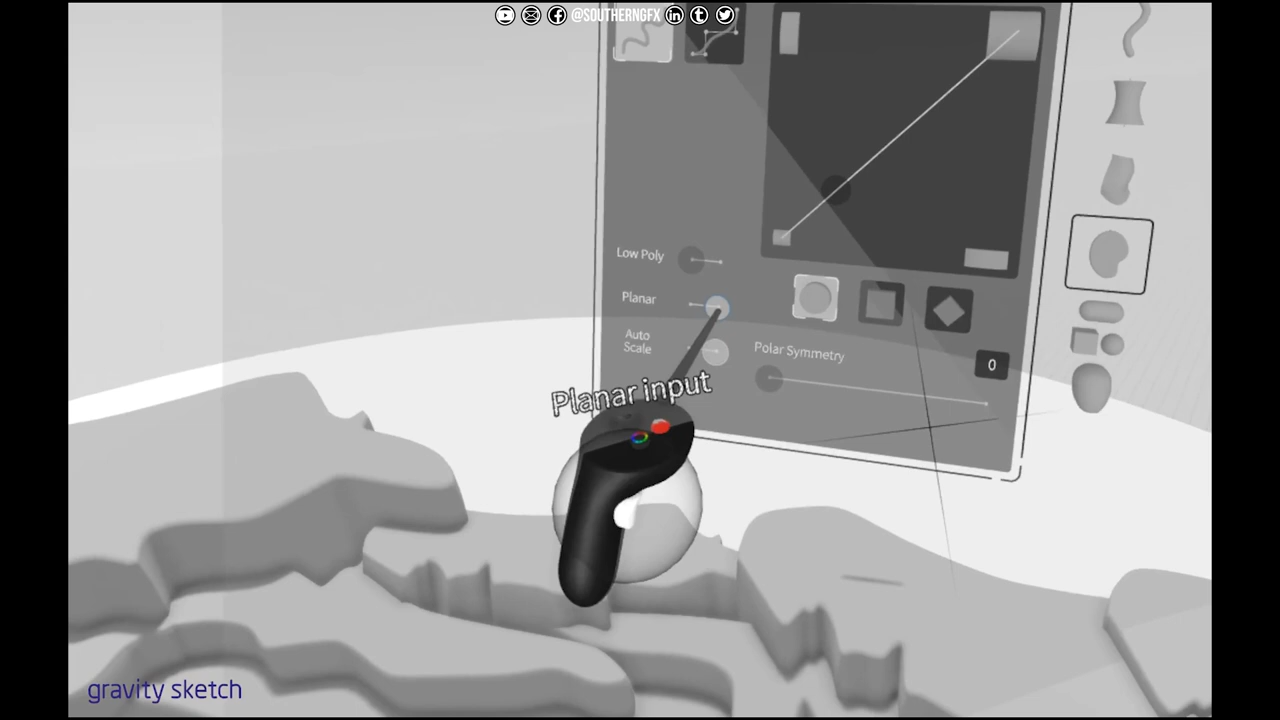 @SOUTHERNGFX
Low Poly
Planar
Auto
Scale
Polar Symmetry
0
Planar input
gravity sketch